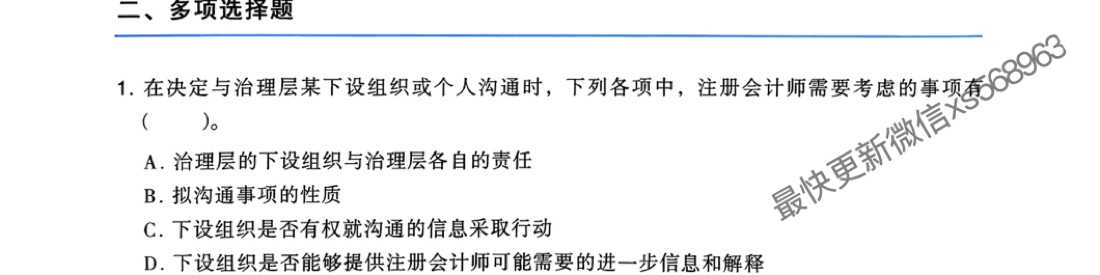 二、多项选择题
1. 在决定与治理层某下设组织或个人沟通时，下列各项中，注册会计师需要考虑的事项有
(    )。
A. 治理层的下设组织与治理层各自的责任
B. 拟沟通事项的性质
C. 下设组织是否有权就沟通的信息采取行动
D. 下设组织是否能够提供注册会计师可能需要的进一步信息和解释
最快更新微信xs568963